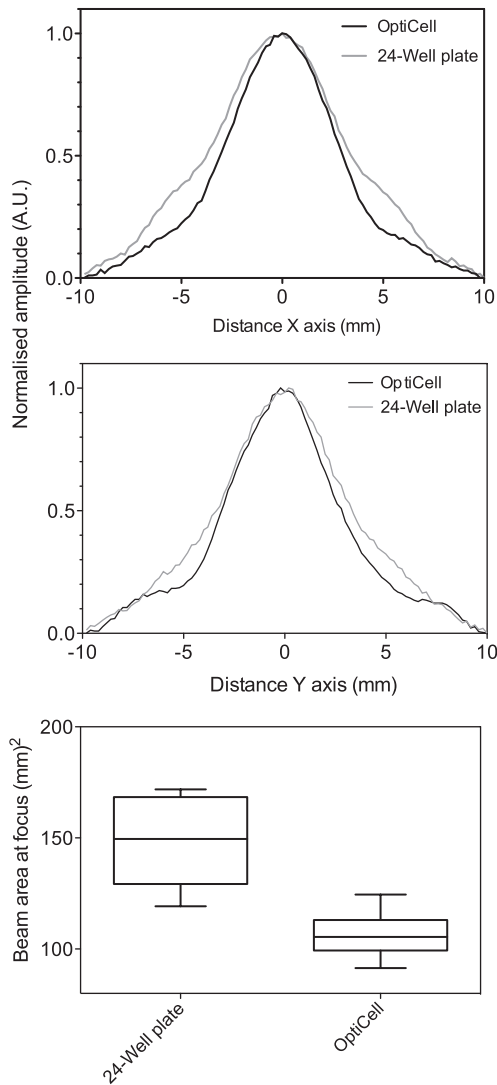 Normalised amplitude (A.U.)
1.0
0.5
0.0
OptiCell
24-Well plate
-10
-5
0
5
10
Distance X axis (mm)
1.0
0.5
0.0
OptiCell
24-Well plate
-10
-5
0
5
10
Distance Y axis (mm)
Beam area at focus (mm)2
200
150
100
24-Well plate
OptiCell